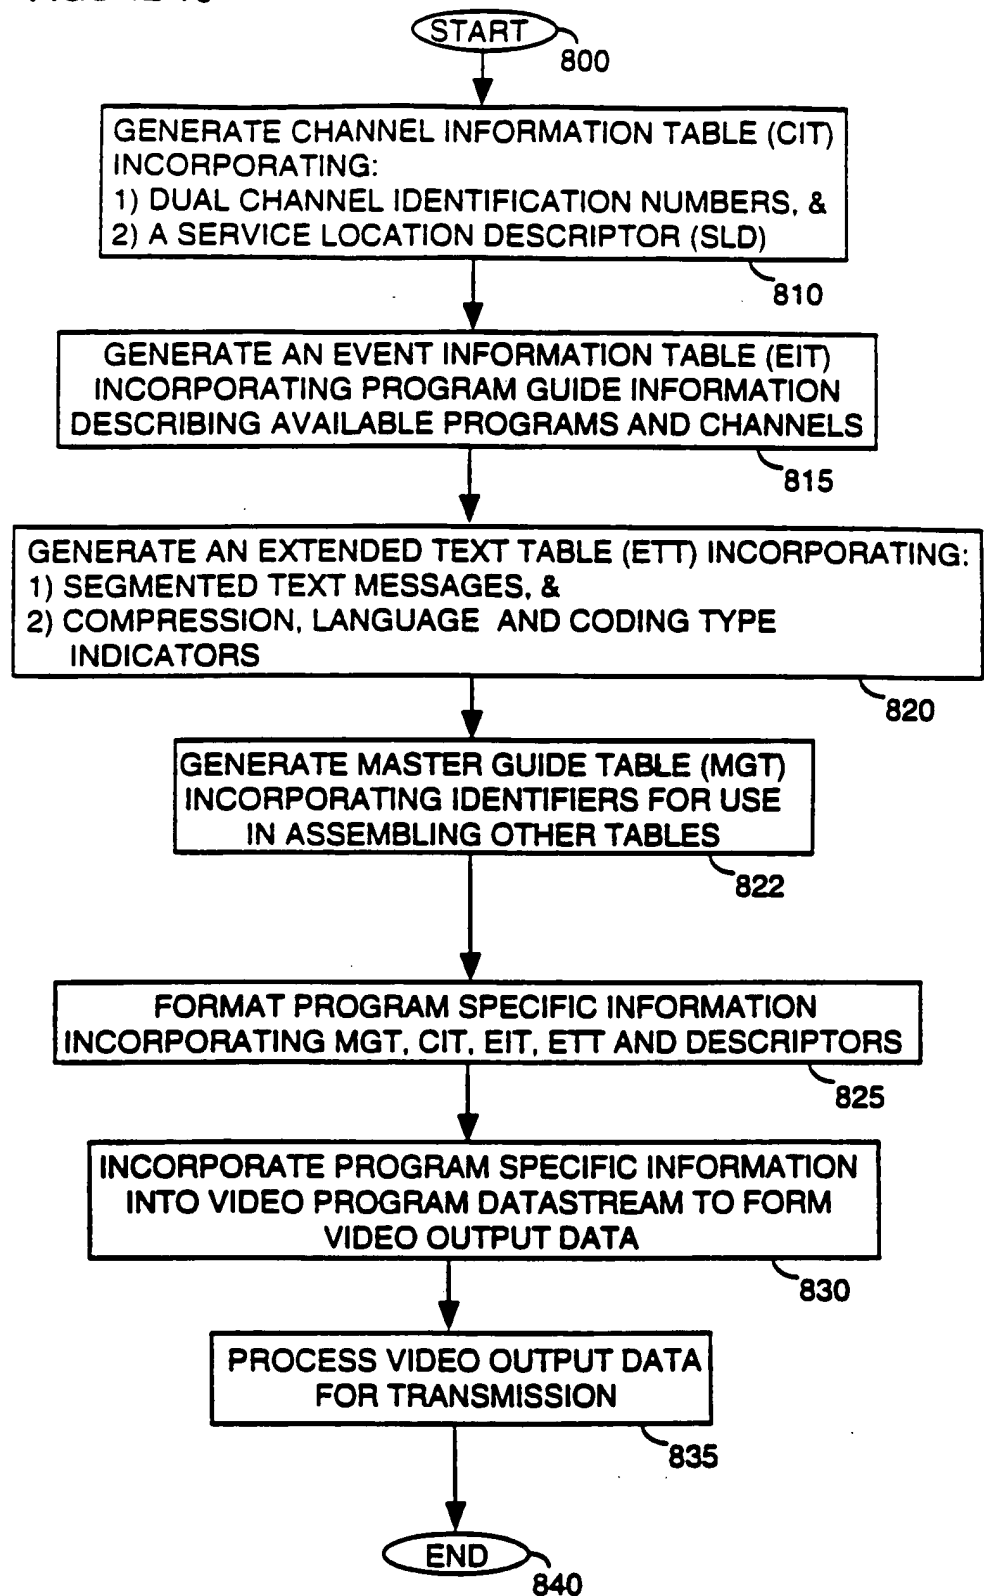 START
800
GENERATE CHANNEL INFORMATION TABLE (CIT)
INCORPORATING:
1) DUAL CHANNEL IDENTIFICATION NUMBERS, &
2) A SERVICE LOCATION DESCRIPTOR (SLD)
810
GENERATE AN EVENT INFORMATION TABLE (EIT)
INCORPORATING PROGRAM GUIDE INFORMATION
DESCRIBING AVAILABLE PROGRAMS AND CHANNELS
815
GENERATE AN EXTENDED TEXT TABLE (ETT) INCORPORATING:
1) SEGMENTED TEXT MESSAGES, &
2) COMPRESSION, LANGUAGE AND CODING TYPE
INDICATORS
820
GENERATE MASTER GUIDE TABLE (MGT)
INCORPORATING IDENTIFIERS FOR USE
IN ASSEMBLING OTHER TABLES
822
FORMAT PROGRAM SPECIFIC INFORMATION
INCORPORATING MGT, CIT, EIT, ETT AND DESCRIPTORS
825
INCORPORATE PROGRAM SPECIFIC INFORMATION
INTO VIDEO PROGRAM DATASTREAM TO FORM
VIDEO OUTPUT DATA
830
PROCESS VIDEO OUTPUT DATA
FOR TRANSMISSION
835
END
840